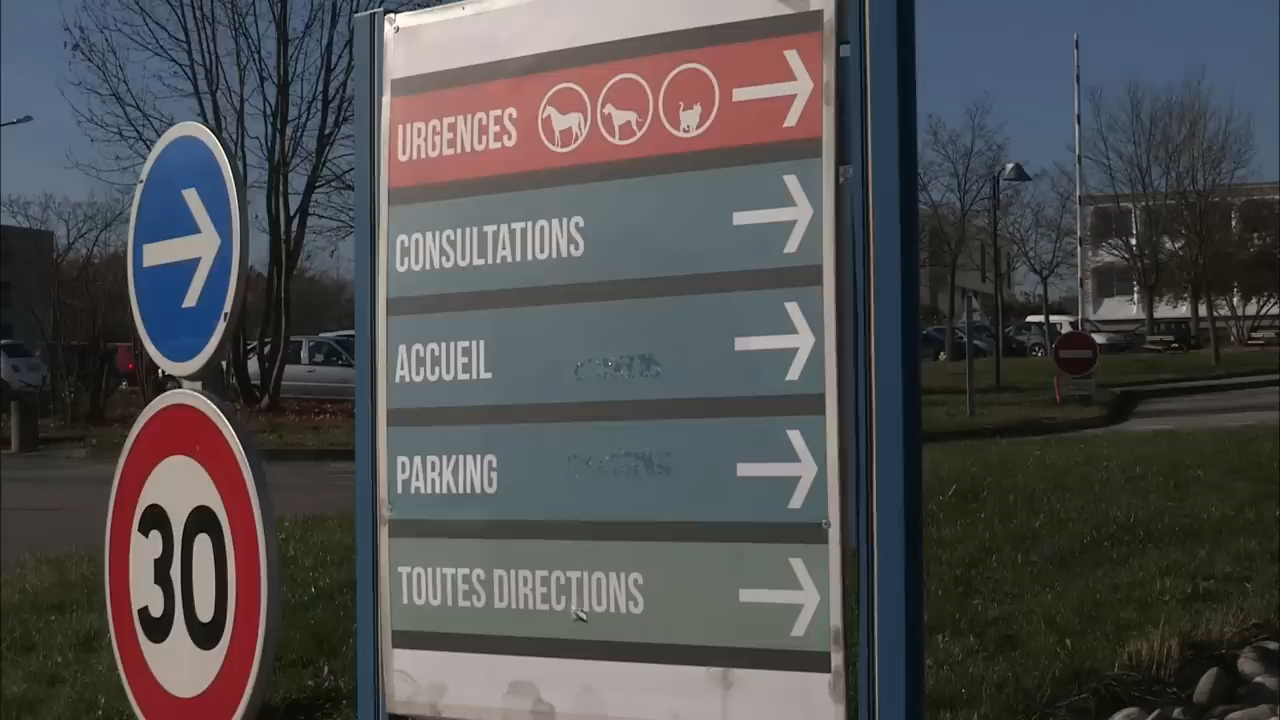 URGENCES
CONSULTATIONS
ACCUEIL
PARKING
TOUTES DIRECTIONS
30